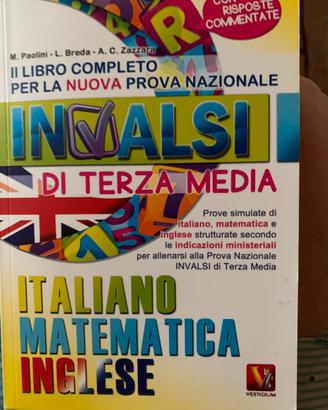 CON
RISPOSTE
COMMENTATE
M. Paolini - L. Breda - A. C. Zazzara
Il LIBRO COMPLETO
PER LA NUOVA PROVA NAZIONALE
INVALSI
DI TERZA MEDIA
Prove simulate di
italiano, matematica e
inglese strutturate secondo
le indicazioni ministeriali
per allenarsi alla Prova Nazionale
INVALSI di Terza Media
ITALIANO
MATEMATICA
INGLESE
VESTIGIUM